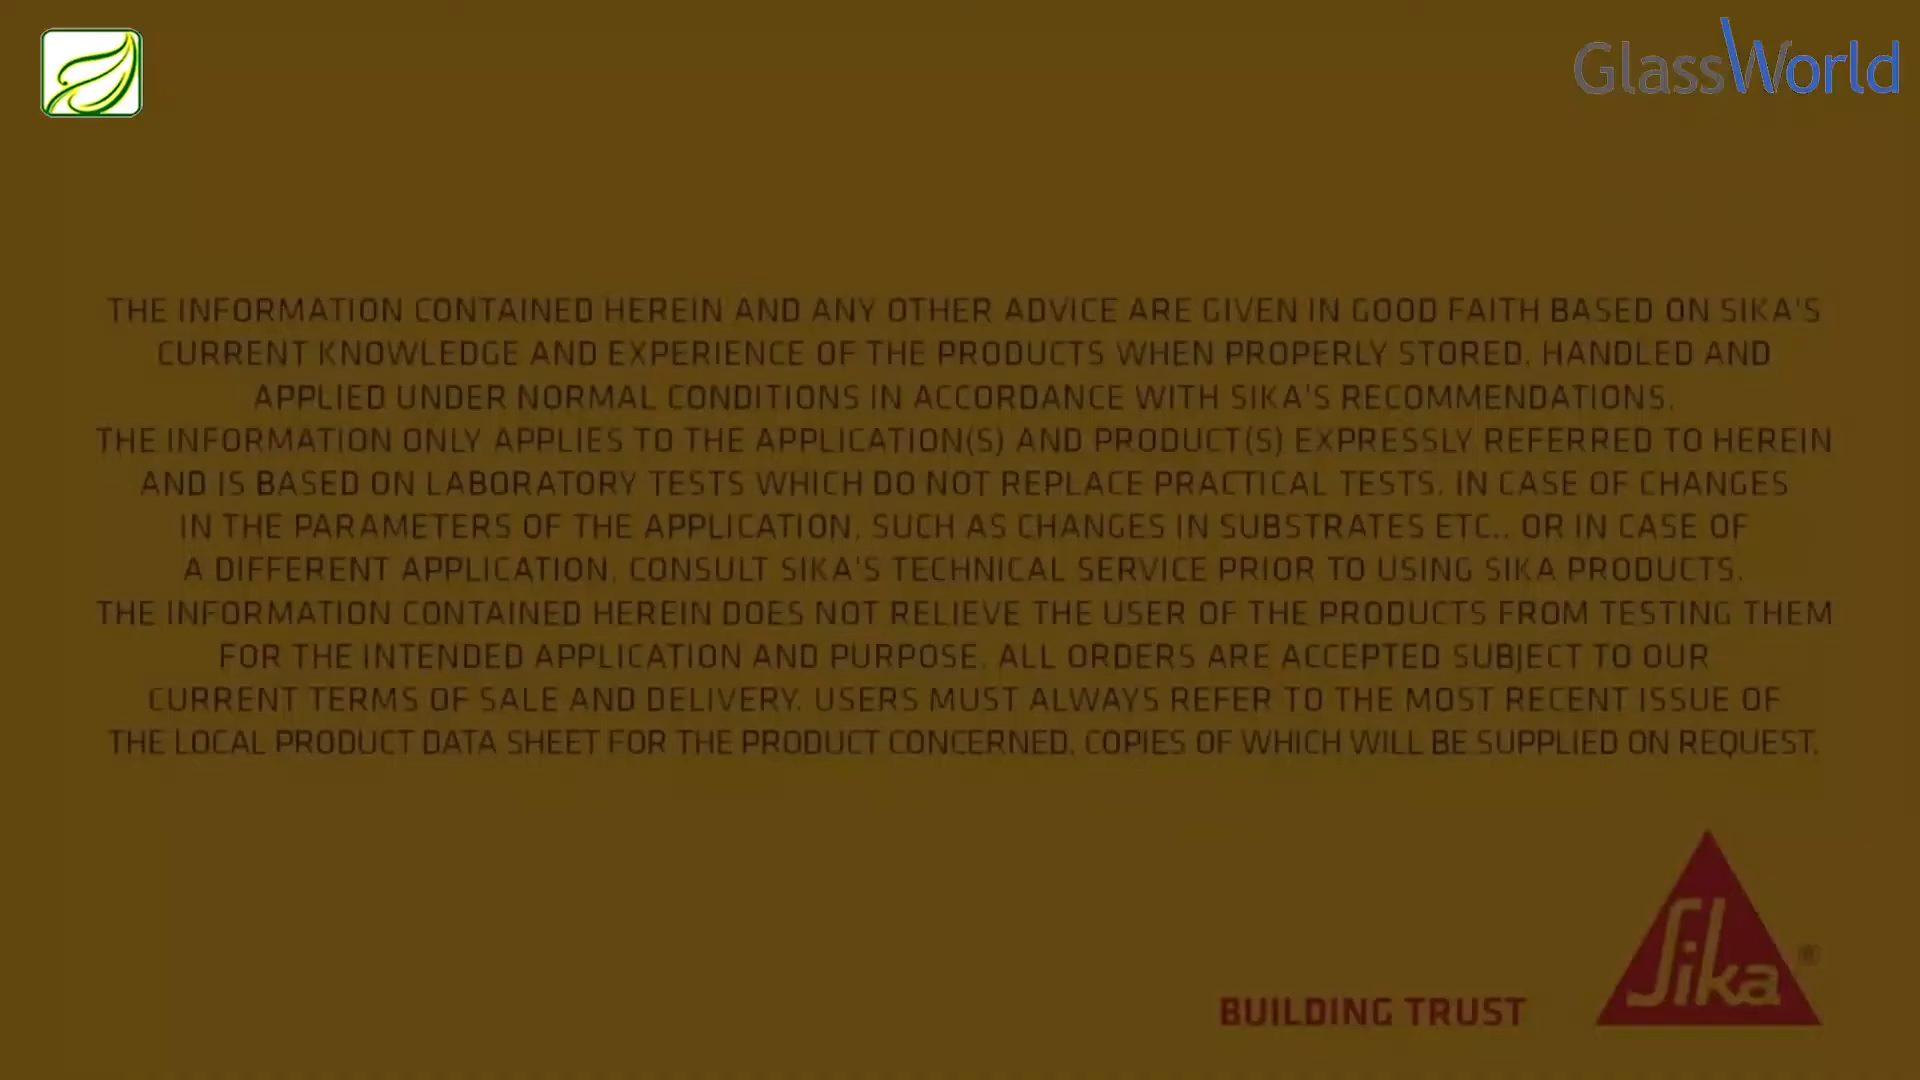 GlassWorld
THE INFORMATION CONTAINED HEREIN AND ANY OTHER ADVICE ARE GIVEN IN GOOD FAITH BASED ON SIKA'S
CURRENT KNOWLEDGE AND EXPERIENCE OF THE PRODUCTS WHEN PROPERLY STORED, HANDLED AND
APPLIED UNDER NORMAL CONDITIONS IN ACCORDANCE WITH SIKA'S RECOMMENDATIONS.
THE INFORMATION ONLY APPLIES TO THE APPLICATION(S) AND PRODUCT(S) EXPRESSLY REFERRED TO HEREIN
AND IS BASED ON LABORATORY TESTS WHICH DO NOT REPLACE PRACTICAL TESTS. IN CASE OF CHANGES
IN THE PARAMETERS OF THE APPLICATION, SUCH AS CHANGES IN SUBSTRATES ETC., OR IN CASE OF
A DIFFERENT APPLICATION, CONSULT SIKA'S TECHNICAL SERVICE PRIOR TO USING SIKA PRODUCTS.
THE INFORMATION CONTAINED HEREIN DOES NOT RELIEVE THE USER OF THE PRODUCTS FROM TESTING THEM
FOR THE INTENDED APPLICATION AND PURPOSE. ALL ORDERS ARE ACCEPTED SUBJECT TO OUR
CURRENT TERMS OF SALE AND DELIVERY. USERS MUST ALWAYS REFER TO THE MOST RECENT ISSUE OF
THE LOCAL PRODUCT DATA SHEET FOR THE PRODUCT CONCERNED, COPIES OF WHICH WILL BE SUPPLIED ON REQUEST.
BUILDING TRUST
Sika®